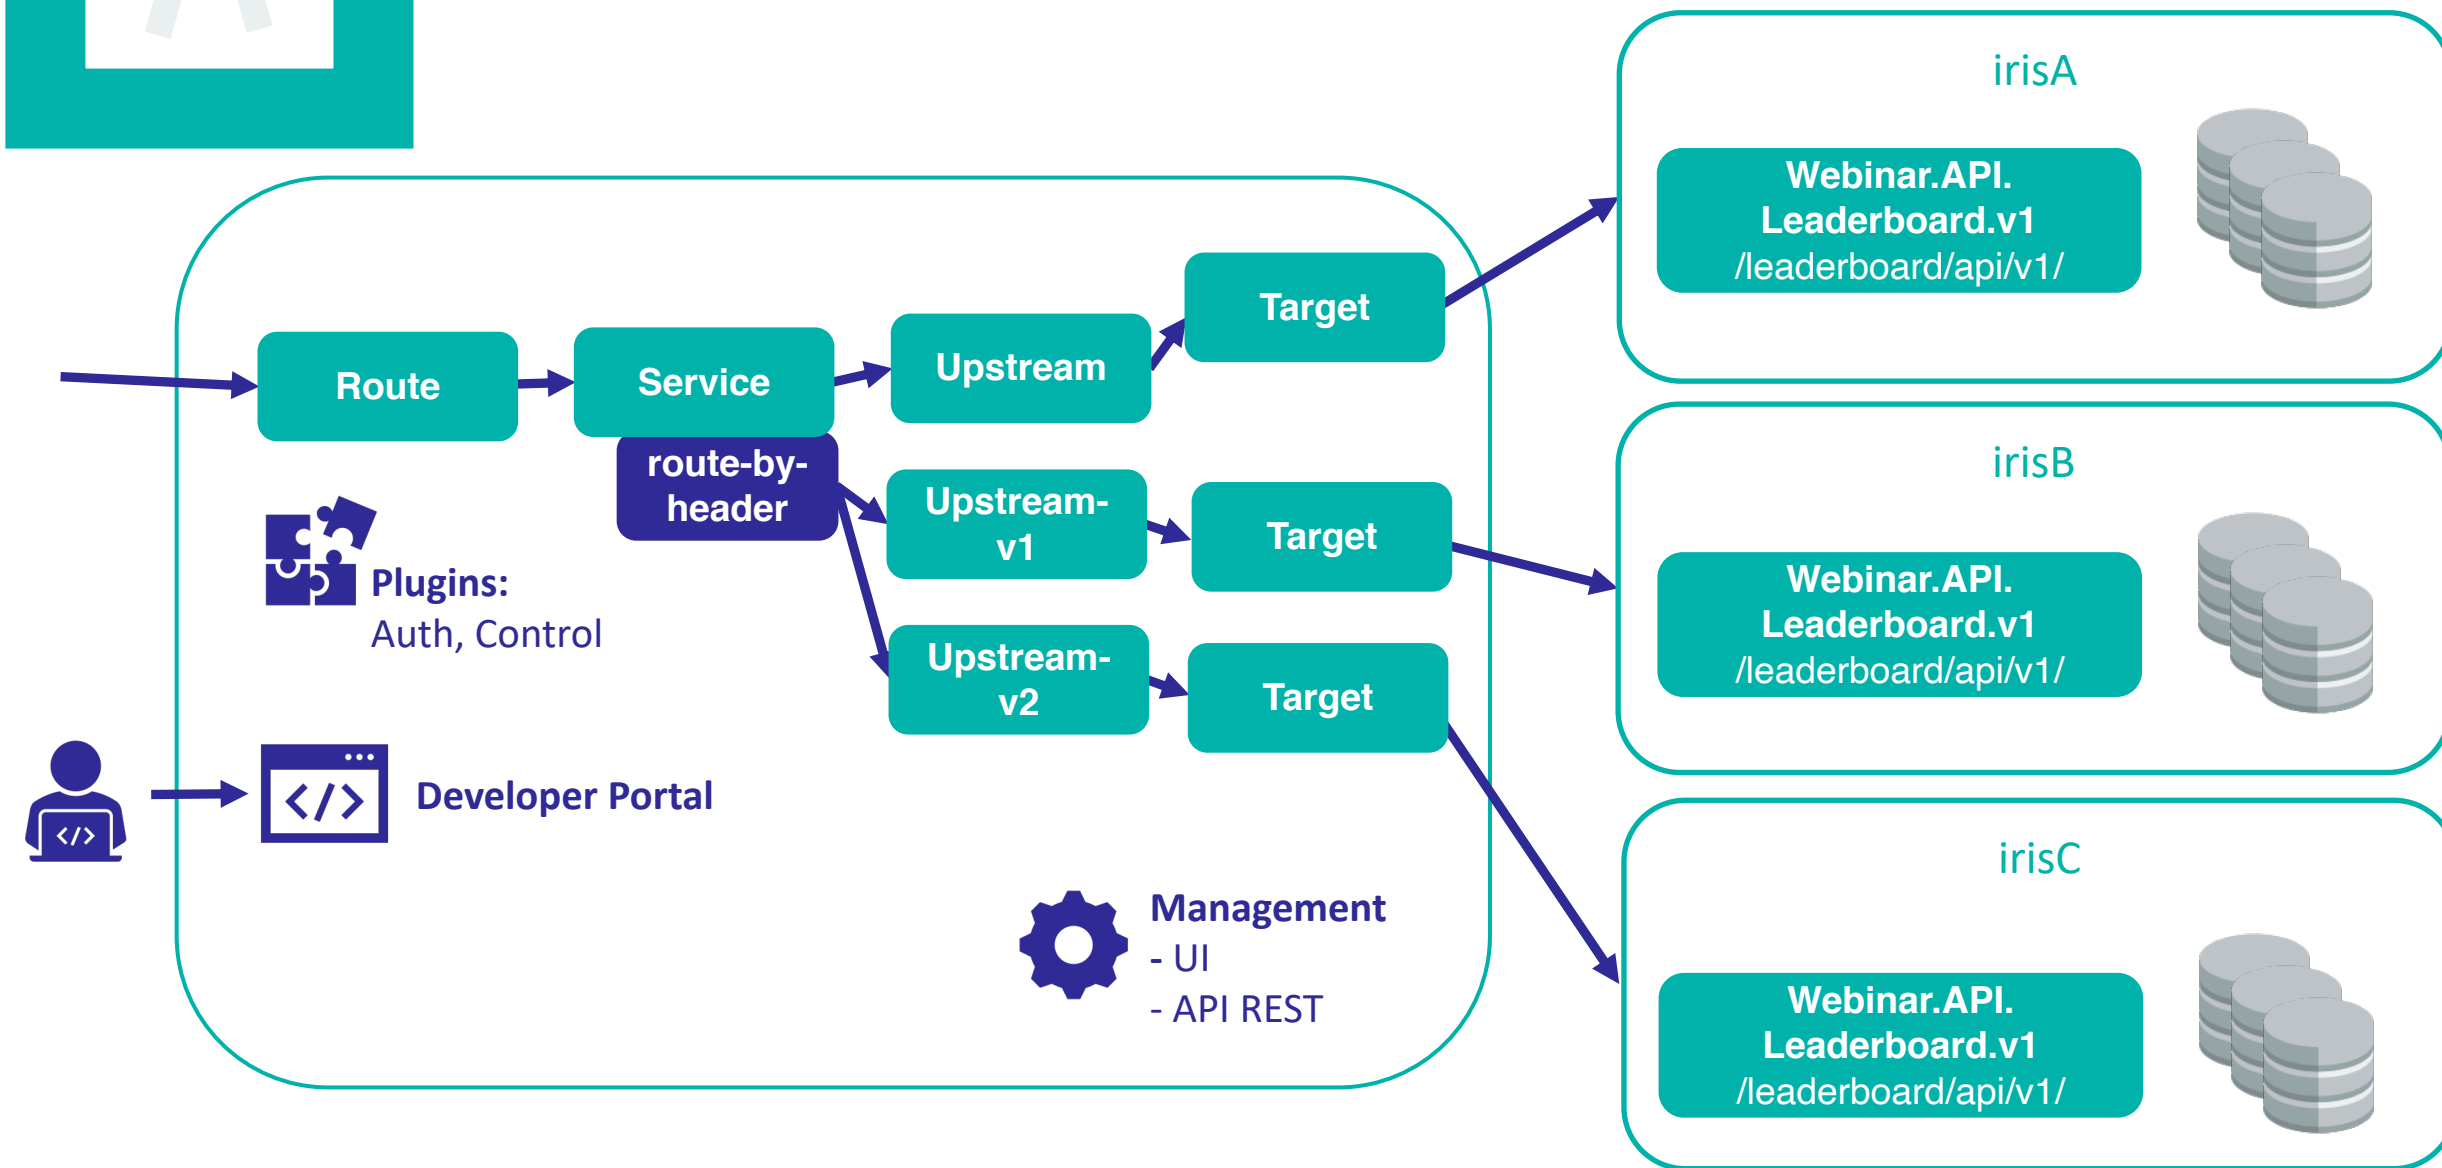 irisA
Webinar.API.
Leaderboard.v1
/leaderboard/api/v1/
Route
Service
Upstream
Target
route-by-
header
Upstream-
v1
Target
Upstream-
v2
Target
Plugins:
Auth, Control
Developer Portal
Management
- UI
- API REST
irisB
Webinar.API.
Leaderboard.v1
/leaderboard/api/v1/
irisC
Webinar.API.
Leaderboard.v1
/leaderboard/api/v1/